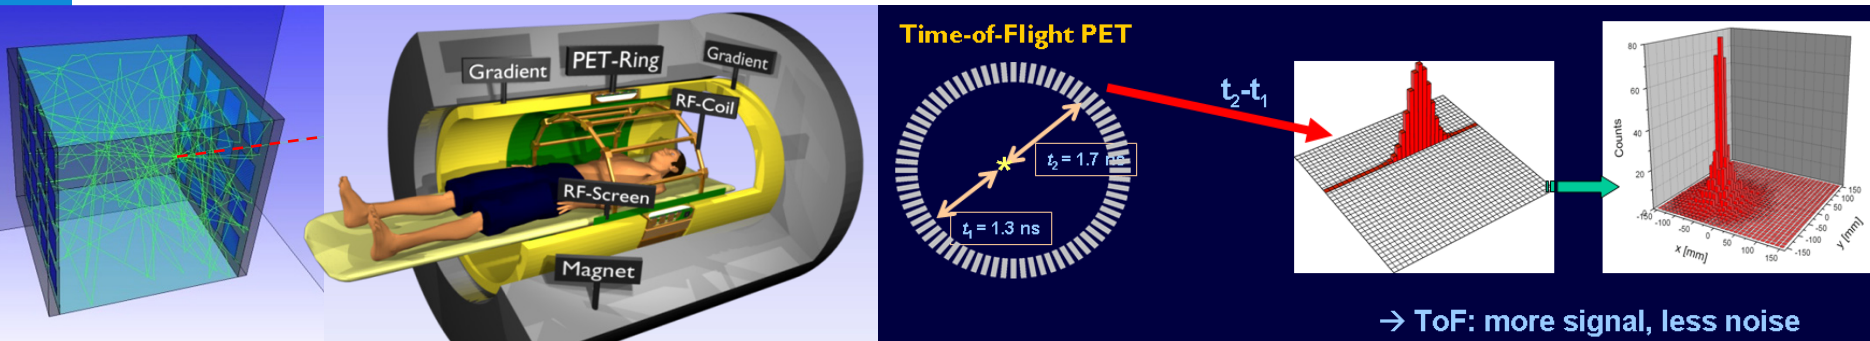 Gradient
PET-Ring
Gradient
RF-Coil
RF-Screen
Magnet
Time-of-Flight PET
t₂-t₁
t₂ = 1.7 ns
t₁ = 1.3 ns
80
60
Counts
40
20
-150
-100
-50
0
50
100
150
x [mm]
150
100
50
0
-50
-100
-150
y [mm]
→ ToF: more signal, less noise